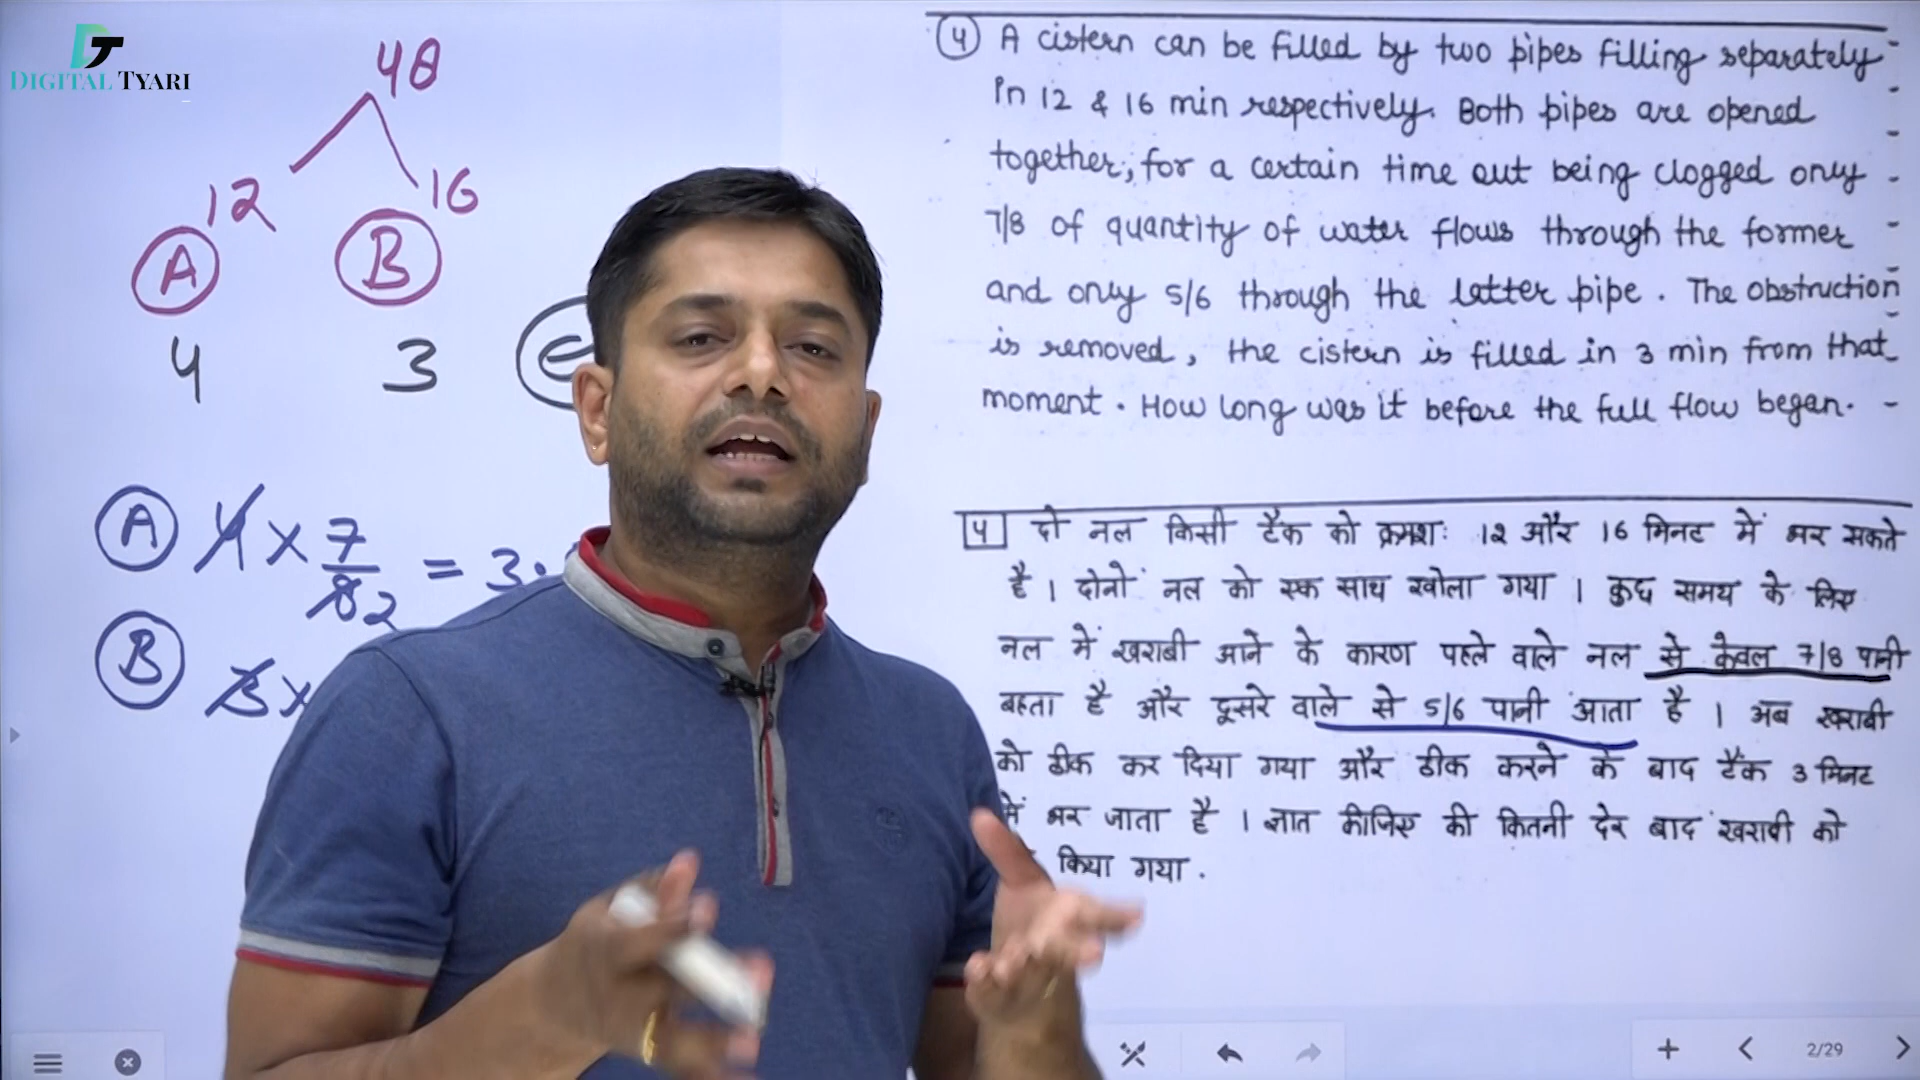 DIGITAL TYARI
48
12
16
A
B
4
3
A 4 × 7/8 2 = 3.
B 3 ×
4 A cistern can be filled by two pipes filling separately
in 12 & 16 min respectively. Both pipes are opened
together, for a certain time out being clogged only
7/8 of quantity of water flows through the former
and only 5/6 through the latter pipe. The obstruction
is removed, the cistern is filled in 3 min from that
moment. How long was it before the full flow began.
4 दो नल किसी टैंक को क्रमशः 12 और 16 मिनट में भर सकते
है। दोनों नल को एक साथ खोला गया। कुछ समय के लिए
नल में खराबी आने के कारण पहले वाले नल से केवल 7/8 पानी
बहता है और दूसरे वाले से 5/6 पानी आता है। अब खराबी
को ठीक कर दिया गया और ठीक करने के बाद टैंक 3 मिनट
में भर जाता है। ज्ञात कीजिए की कितनी देर बाद खराबी को
किया गया.
2/29